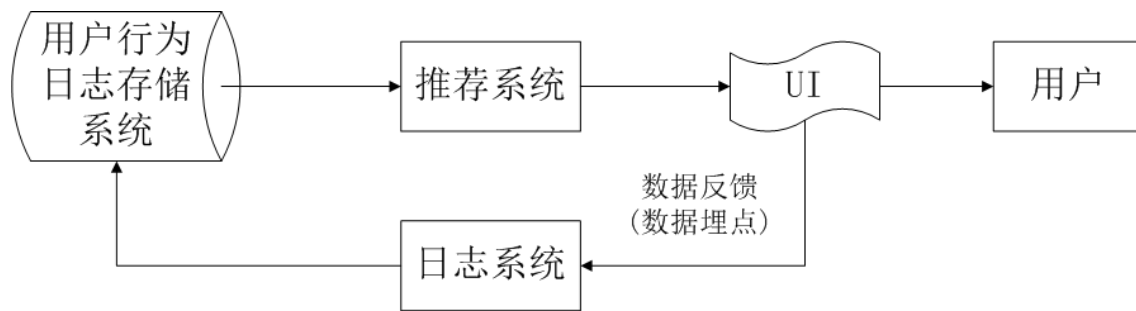 用户行为
日志存储
系统
推荐系统
UI
用户
数据反馈
(数据埋点)
日志系统